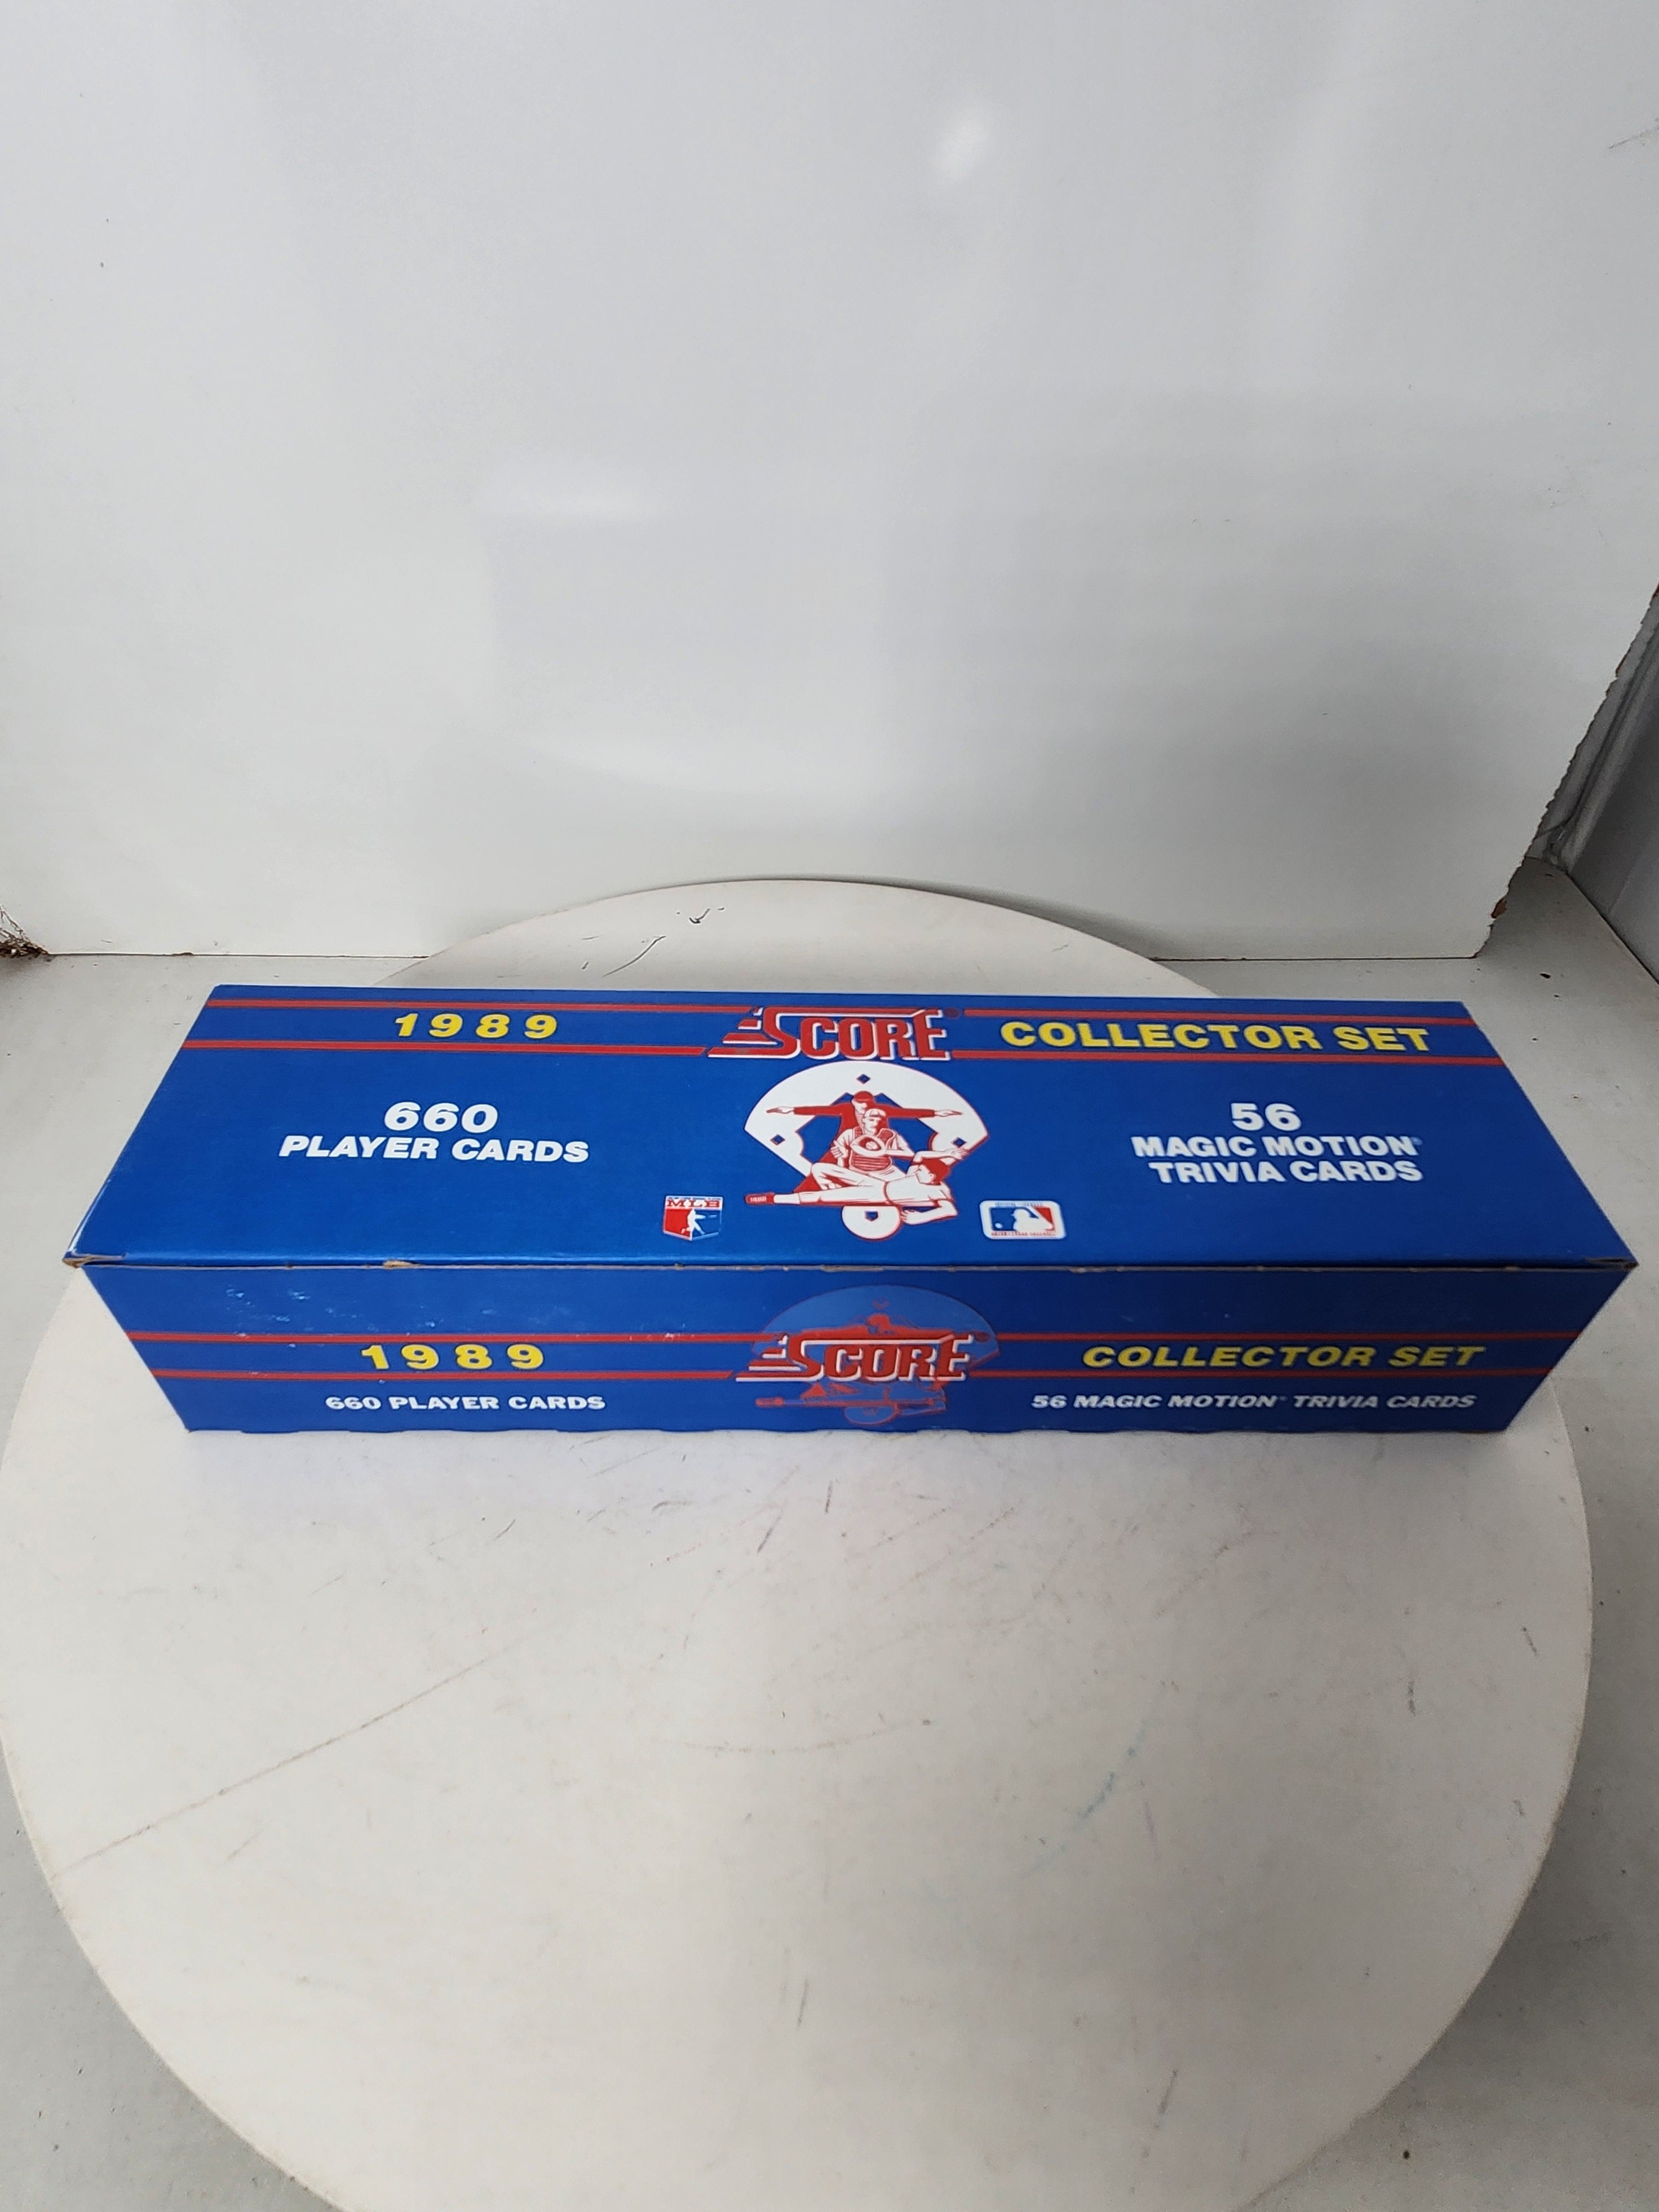 1989 SCORE® COLLECTOR SET
660
PLAYER CARDS
56
MAGIC MOTION®
TRIVIA CARDS
MLB
1989 SCORE COLLECTOR SET
660 PLAYER CARDS
56 MAGIC MOTION® TRIVIA CARDS